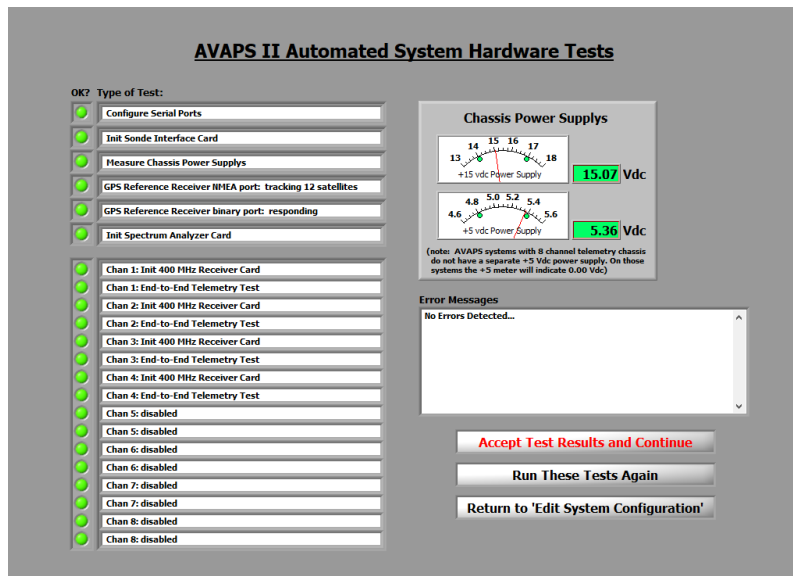 AVAPS II Automated System Hardware Tests
OK? Type of Test:
Configure Serial Ports
Init Sonde Interface Card
Measure Chassis Power Supplys
GPS Reference Receiver NMEA port: tracking 12 satellites
GPS Reference Receiver binary port: responding
Init Spectrum Analyzer Card
Chan 1: Init 400 MHz Receiver Card
Chan 1: End-to-End Telemetry Test
Chan 2: Init 400 MHz Receiver Card
Chan 2: End-to-End Telemetry Test
Chan 3: Init 400 MHz Receiver Card
Chan 3: End-to-End Telemetry Test
Chan 4: Init 400 MHz Receiver Card
Chan 4: End-to-End Telemetry Test
Chan 5: disabled
Chan 5: disabled
Chan 6: disabled
Chan 6: disabled
Chan 7: disabled
Chan 7: disabled
Chan 8: disabled
Chan 8: disabled
Chassis Power Supplys
13 14 15 16 17 18
+15 vdc Power Supply
15.07 Vdc
4.6 4.8 5.0 5.2 5.4 5.6
+5 vdc Power Supply
5.36 Vdc
(note: AVAPS systems with 8 channel telemetry chassis
do not have a separate +5 Vdc power supply. On those
systems the +5 meter will indicate 0.00 Vdc)
Error Messages
No Errors Detected...
Accept Test Results and Continue
Run These Tests Again
Return to 'Edit System Configuration'